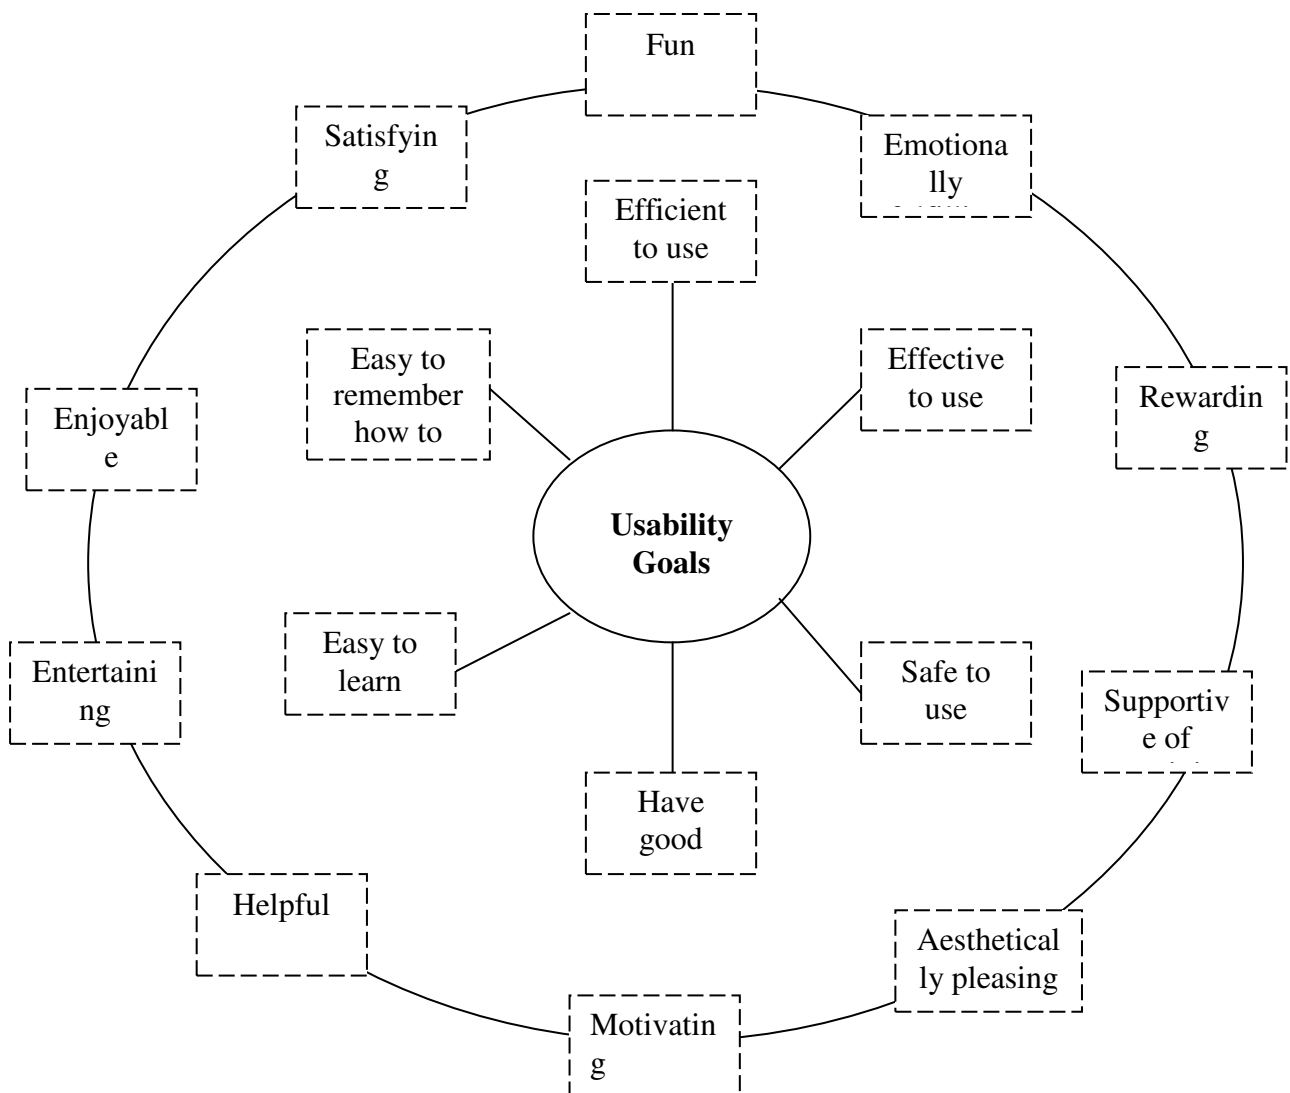 Fun
Satisfyin
g
Emotiona
lly
Efficient
to use
Easy to
remember
how to
Effective
to use
Enjoyabl
e
Rewardin
g
Usability
Goals
Easy to
learn
Safe to
use
Entertaini
ng
Supportiv
e of
Have
good
Helpful
Aesthetical
ly pleasing
Motivatin
g